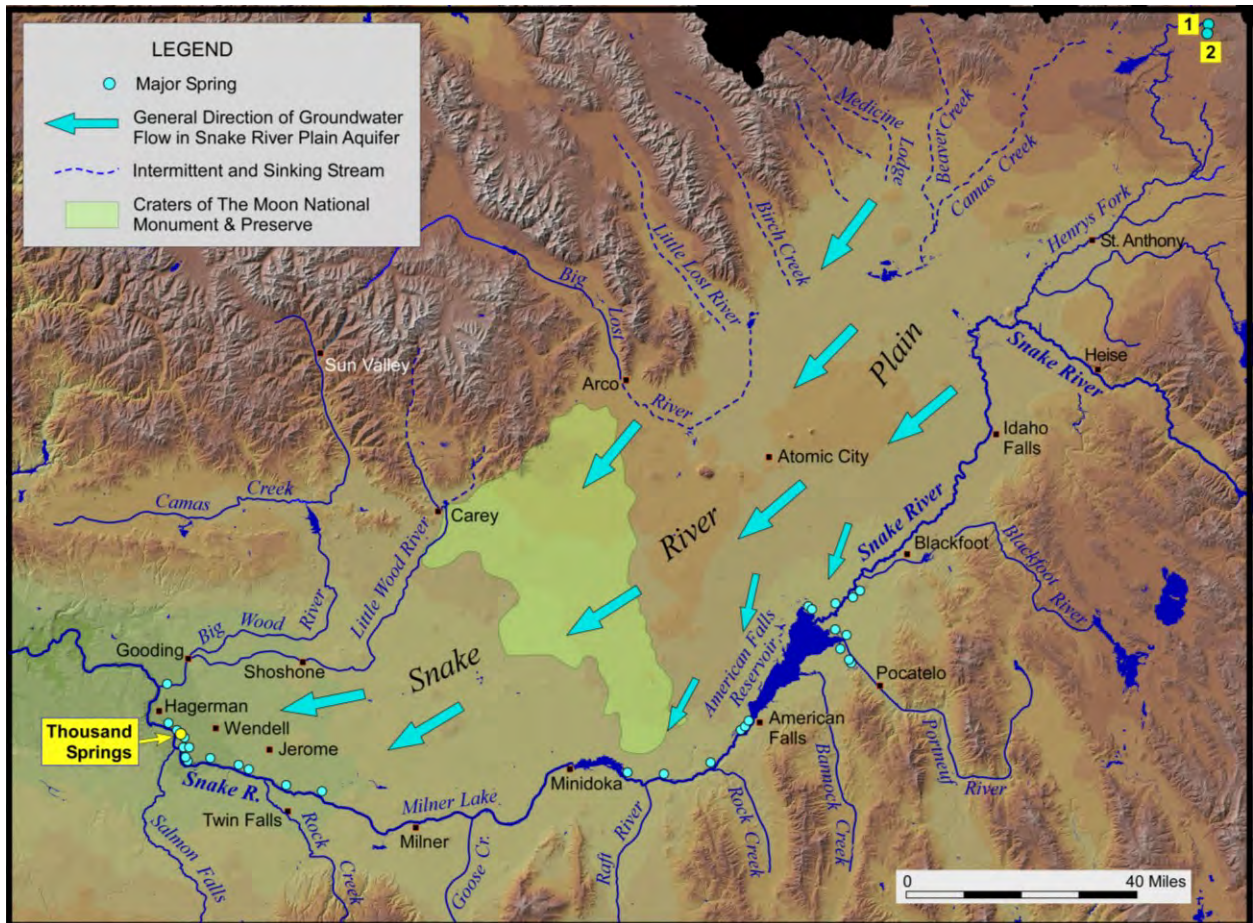 LEGEND
Major Spring
General Direction of Groundwater
Flow in Snake River Plain Aquifer
Intermittent and Sinking Stream
Craters of The Moon National
Monument & Preserve
1
2
Medicine
Lodge
Beaver Creek
Camas Creek
Birch Creek
Little Lost River
Henrys Fork
St. Anthony
Big
Lost
River
Sun Valley
Arco
Plain
Snake River
Heise
Idaho
Falls
Atomic City
Camas Creek
Carey
River
Snake River
Blackfoot
Blackfoot
River
Little Wood River
Big Wood River
Gooding
Shoshone
Snake
American Falls
Reservoir
Pocatelo
Hagerman
Thousand
Springs
Wendell
Jerome
American
Falls
Portneuf
River
Bannock
Creek
Minidoka
Snake R.
Milner Lake
Twin Falls
Milner
Rock
Creek
Salmon Falls
Goose Cr.
Raft
River
Rock Creek
0
40 Miles